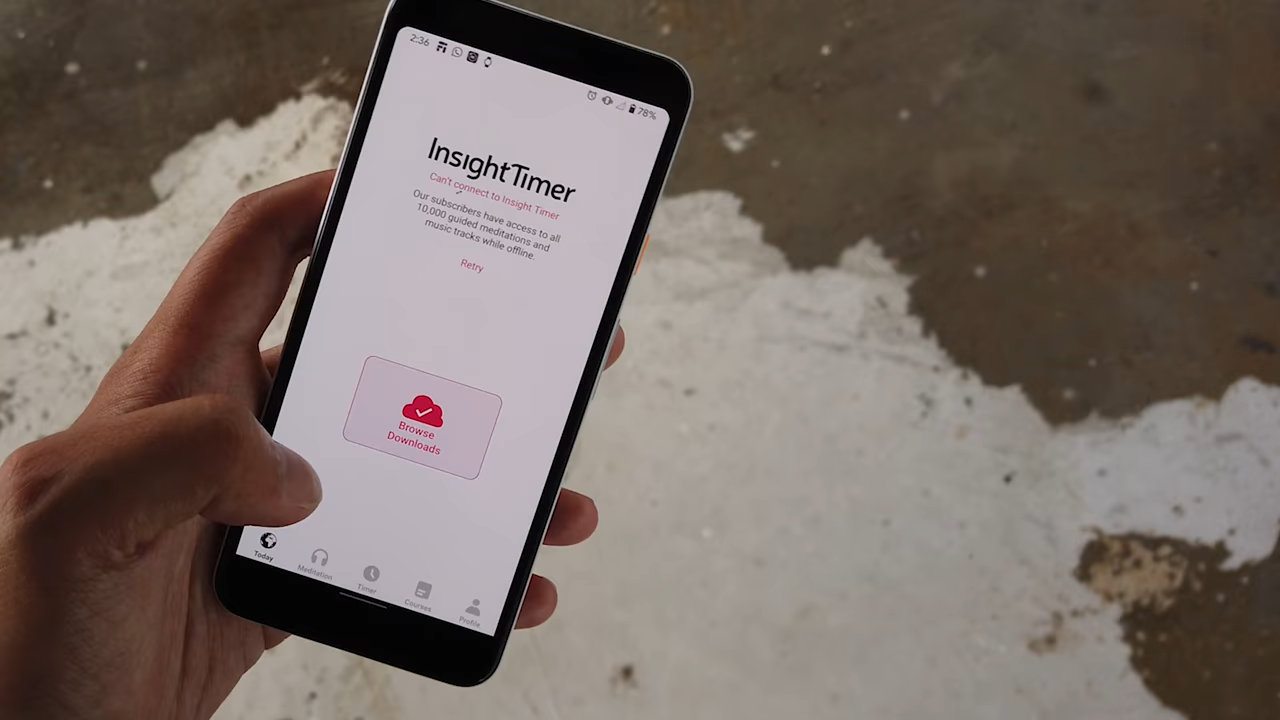 2:36
78%
InsightTimer
Can't connect to Insight Timer
Our subscribers have access to all
10,000 guided meditations and
music tracks while offline.
Retry
Browse
Downloads
Today
Meditation
Timer
Courses
Profile